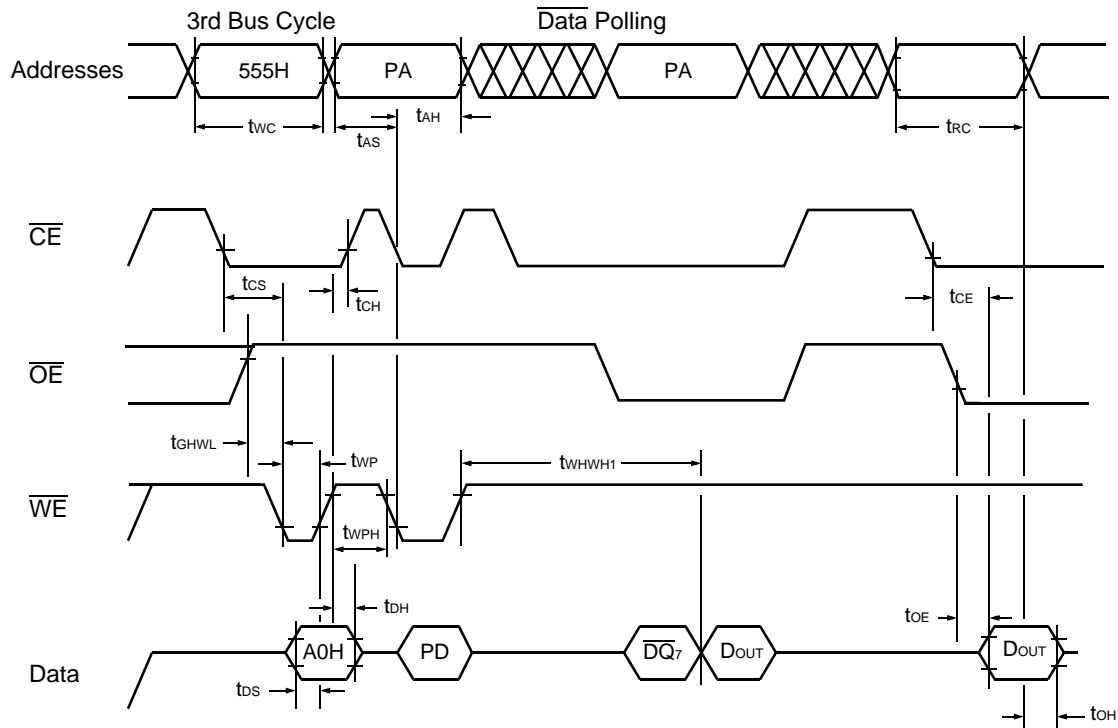 3rd Bus Cycle
Data Polling
Addresses
555H
PA
PA
tWC
tAS
tAH
tRC
CE
tCS
tCH
tCE
OE
tGHWL
tWP
tWHWH1
WE
tWPH
tDH
tOE
Data
A0H
PD
DQ7
DOUT
DOUT
tDS
tOH